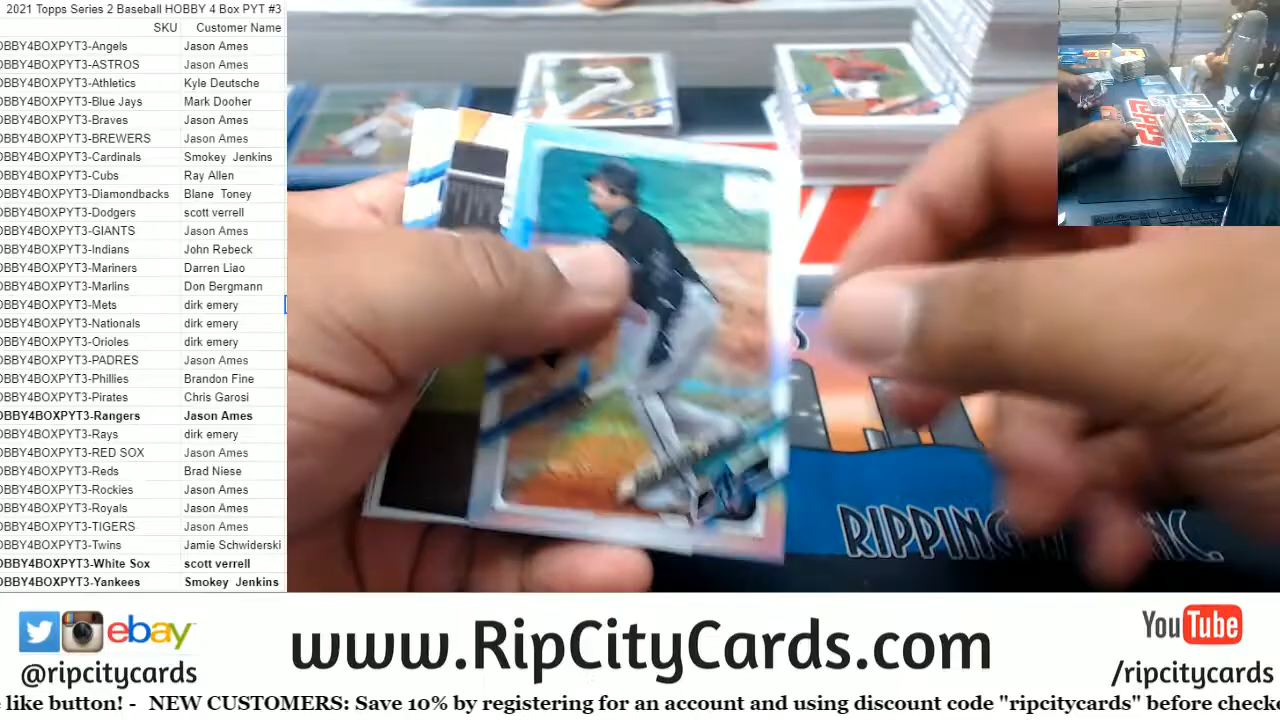 2021 Topps Series 2 Baseball HOBBY 4 Box PYT #3
SKU Customer Name
OBBY4BOXPYT3-Angels Jason Ames
OBBY4BOXPYT3-ASTROS Jason Ames
OBBY4BOXPYT3-Athletics Kyle Deutsche
OBBY4BOXPYT3-Blue Jays Mark Dooher
OBBY4BOXPYT3-Braves Jason Ames
OBBY4BOXPYT3-BREWERS Jason Ames
OBBY4BOXPYT3-Cardinals Smokey Jenkins
OBBY4BOXPYT3-Cubs Ray Allen
OBBY4BOXPYT3-Diamondbacks Blane Toney
OBBY4BOXPYT3-Dodgers scott verrell
OBBY4BOXPYT3-GIANTS Jason Ames
OBBY4BOXPYT3-Indians John Rebeck
OBBY4BOXPYT3-Mariners Darren Liao
OBBY4BOXPYT3-Marlins Don Bergmann
OBBY4BOXPYT3-Mets dirk emery
OBBY4BOXPYT3-Nationals dirk emery
OBBY4BOXPYT3-Orioles dirk emery
OBBY4BOXPYT3-PADRES Jason Ames
OBBY4BOXPYT3-Phillies Brandon Fine
OBBY4BOXPYT3-Pirates Chris Garosi
OBBY4BOXPYT3-Rangers Jason Ames
OBBY4BOXPYT3-Rays dirk emery
OBBY4BOXPYT3-RED SOX Jason Ames
OBBY4BOXPYT3-Reds Brad Niese
OBBY4BOXPYT3-Rockies Jason Ames
OBBY4BOXPYT3-Royals Jason Ames
OBBY4BOXPYT3-TIGERS Jason Ames
OBBY4BOXPYT3-Twins Jamie Schwiderski
OBBY4BOXPYT3-White Sox scott verrell
OBBY4BOXPYT3-Yankees Smokey Jenkins
TOPPS
RIPPING
ebay
@ripcitycards
www.RipCityCards.com
YouTube
/ripcitycards
like button! - NEW CUSTOMERS: Save 10% by registering for an account and using discount code "ripcitycards" before